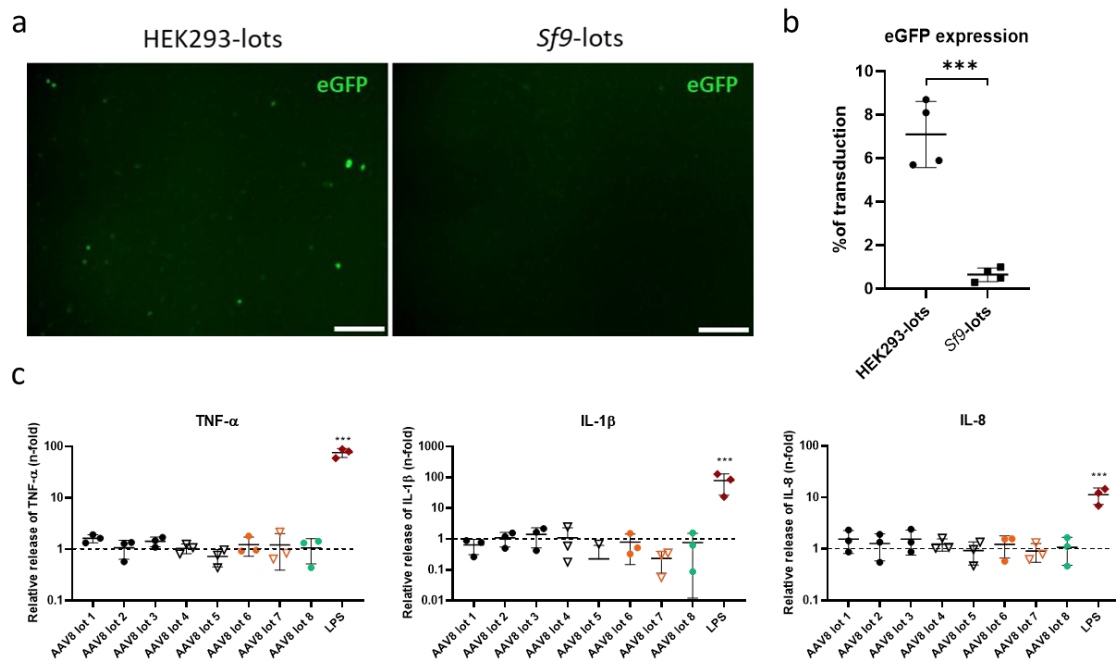 a
HEK293-lots
Sf9-lots
eGFP
eGFP
b
eGFP expression
***
% of transduction
10
8
6
4
2
0
HEK293-lots
Sf9-lots
c
TNF-α
Relative release of TNF-α (n-fold)
100
10
1
0.1
***
AAV8 lot 1
AAV8 lot 2
AAV8 lot 3
AAV8 lot 4
AAV8 lot 5
AAV8 lot 6
AAV8 lot 7
AAV8 lot 8
LPS
IL-1β
Relative release of IL-1β (n-fold)
1000
100
10
1
0.1
0.01
***
AAV8 lot 1
AAV8 lot 2
AAV8 lot 3
AAV8 lot 4
AAV8 lot 5
AAV8 lot 6
AAV8 lot 7
AAV8 lot 8
LPS
IL-8
Relative release of IL-8 (n-fold)
100
10
1
0.1
***
AAV8 lot 1
AAV8 lot 2
AAV8 lot 3
AAV8 lot 4
AAV8 lot 5
AAV8 lot 6
AAV8 lot 7
AAV8 lot 8
LPS